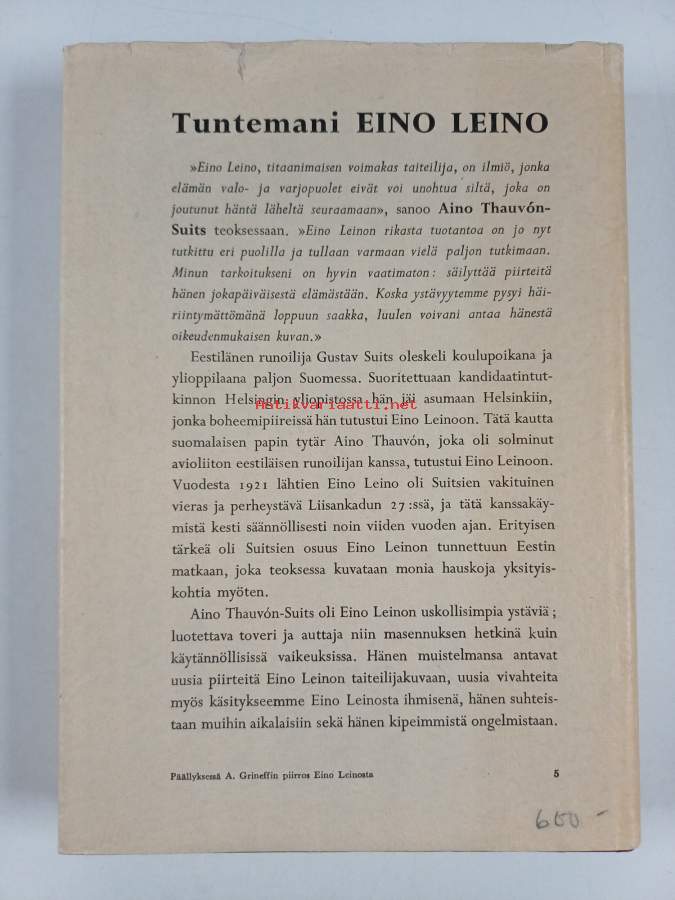 Tuntemani EINO LEINO
»Eino Leino, titaanimaisen voimakas taiteilija, on ilmiö, jonka
elämän valo- ja varjopuolet eivät voi unohtua siltä, joka on
joutunut häntä läheltä seuraamaan», sanoo Aino Thauvón-
Suits teoksessaan. »Eino Leinon rikasta tuotantoa on jo nyt
tutkittu eri puolilla ja tullaan varmaan vielä paljon tutkimaan.
Minun tarkoitukseni on hyvin vaatimaton: säilyttää piirteitä
hänen jokapäiväisestä elämästään. Koska ystävyytemme pysyi häi-
riintymättömänä loppuun saakka, luulen voivani antaa hänestä
oikeudenmukaisen kuvan.»
Eestilänen runoilija Gustav Suits oleskeli koulupoikana ja
ylioppilaana paljon Suomessa. Suoritettuaan kandidaatintut-
kinnon Helsingin yliopistossa hän jäi asumaan Helsinkiin,
Antikvariaatti.net
jonka boheemipiireissä hän tutustui Eino Leinoon. Tätä kautta
suomalaisen papin tytär Aino Thauvón, joka oli solminut
avioliiton eestiläisen runoilijan kanssa, tutustui Eino Leinoon.
Vuodesta 1921 lähtien Eino Leino oli Suitsien vakituinen
vieras ja perheystävä Liisankadun 27:ssä, ja tätä kanssakäy-
mistä kesti säännöllisesti noin viiden vuoden ajan. Erityisen
tärkeä oli Suitsien osuus Eino Leinon tunnettuun Eestin
matkaan, joka teoksessa kuvataan monia hauskoja yksityis-
kohtia myöten.
Aino Thauvón-Suits oli Eino Leinon uskollisimpia ystäviä;
luotettava toveri ja auttaja niin masennuksen hetkinä kuin
käytännöllisissä vaikeuksissa. Hänen muistelmansa antavat
uusia piirteitä Eino Leinon taiteilijakuvaan, uusia vivahteita
myös käsitykseemme Eino Leinosta ihmisenä, hänen suhteis-
taan muihin aikalaisiin sekä hänen kipeimmistä ongelmistaan.
Päällyksessä A. Grineffin piirros Eino Leinosta 5
600-